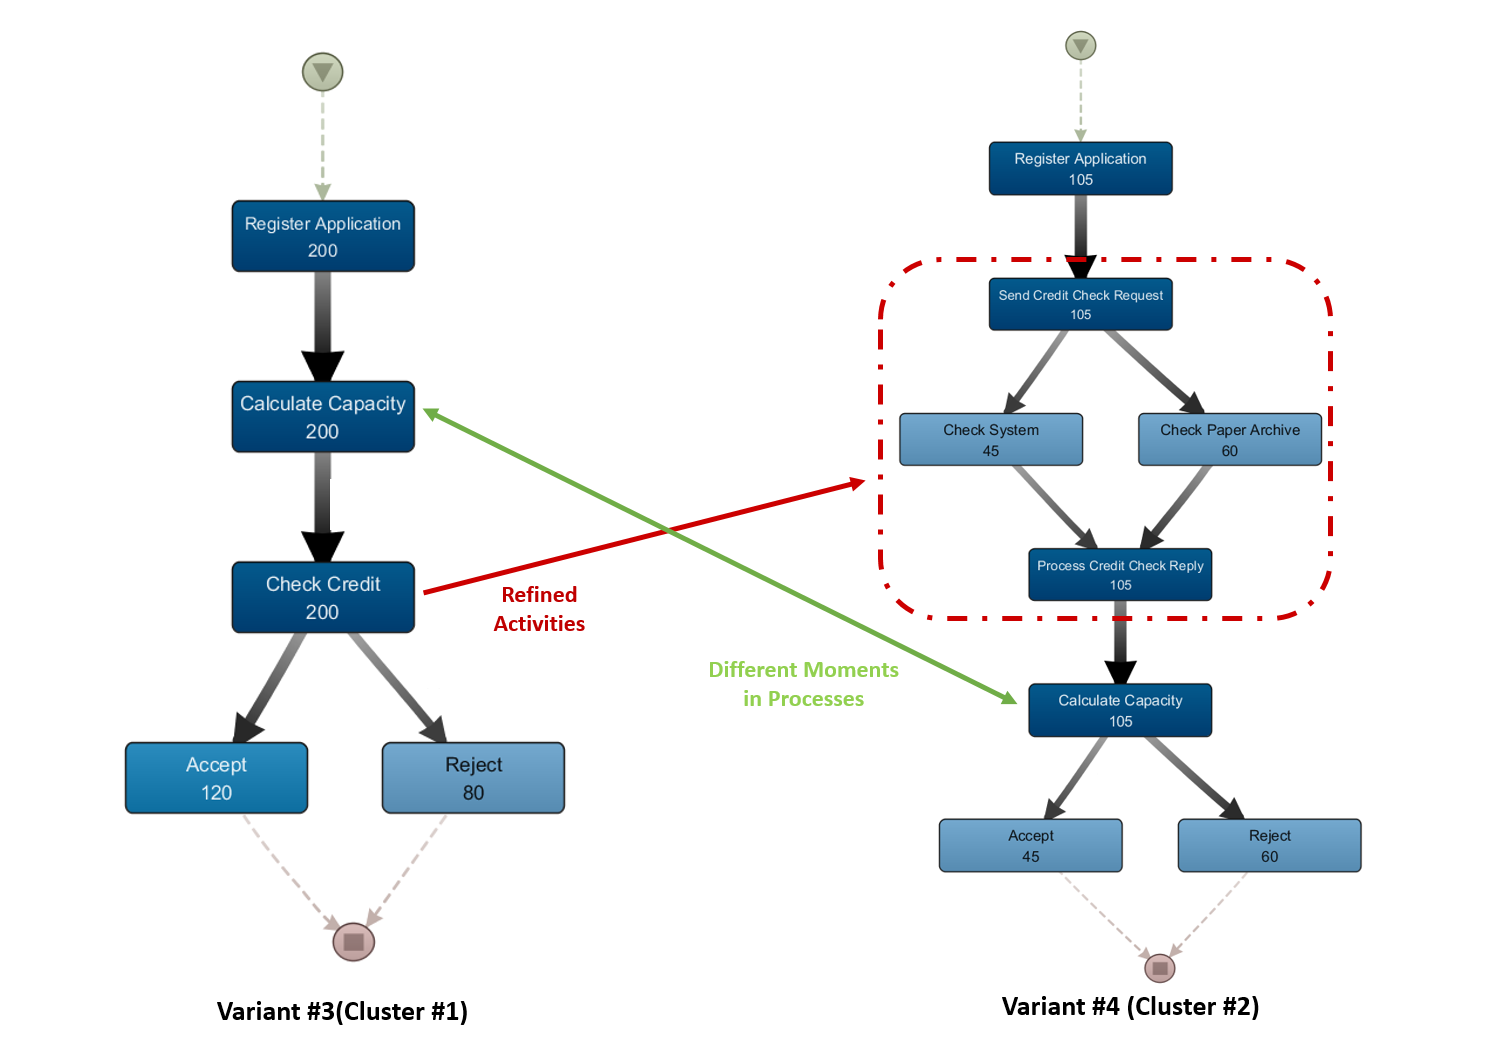 Register Application
200
Calculate Capacity
200
Check Credit
200
Accept
120
Reject
80
Variant #3(Cluster #1)
Refined
Activities
Different Moments
in Processes
Register Application
105
Send Credit Check Request
105
Check System
45
Check Paper Archive
60
Process Credit Check Reply
105
Calculate Capacity
105
Accept
45
Reject
60
Variant #4 (Cluster #2)